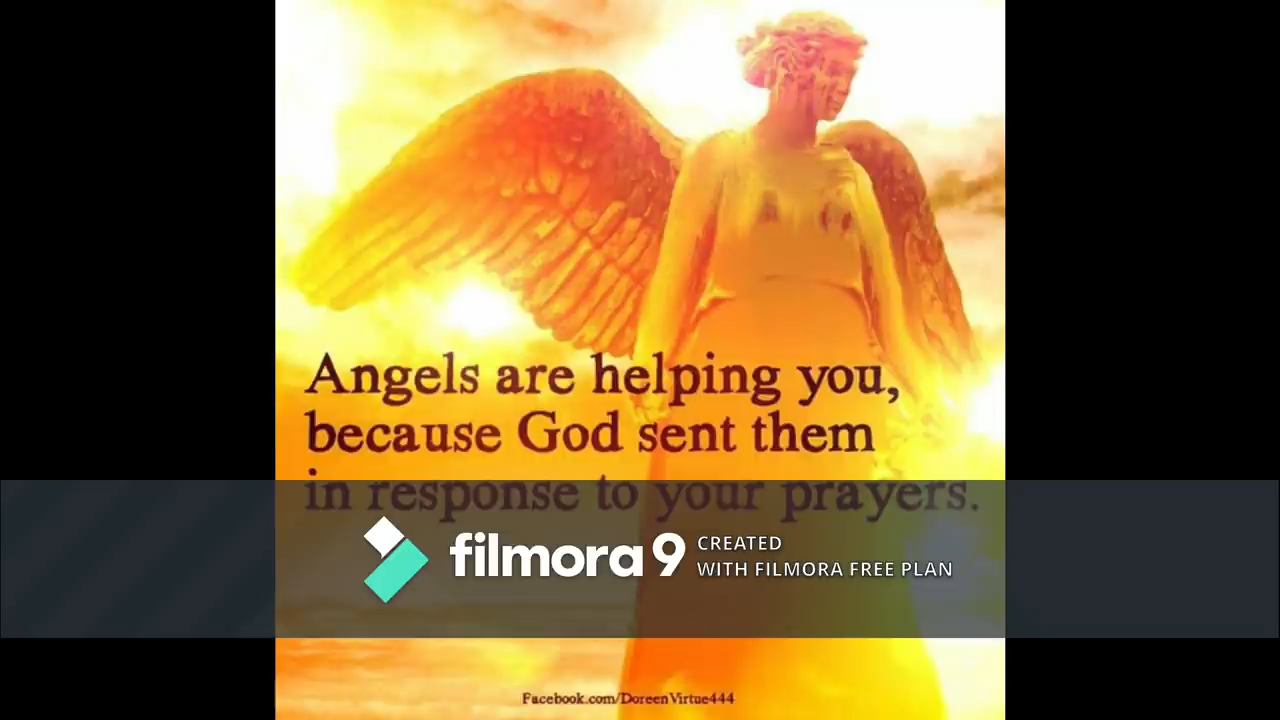 Angels are helping you,
because God sent them
in response to your prayers.
filmora 9
CREATED
WITH FILMORA FREE PLAN
Facebook.com/DoreenVirtue444